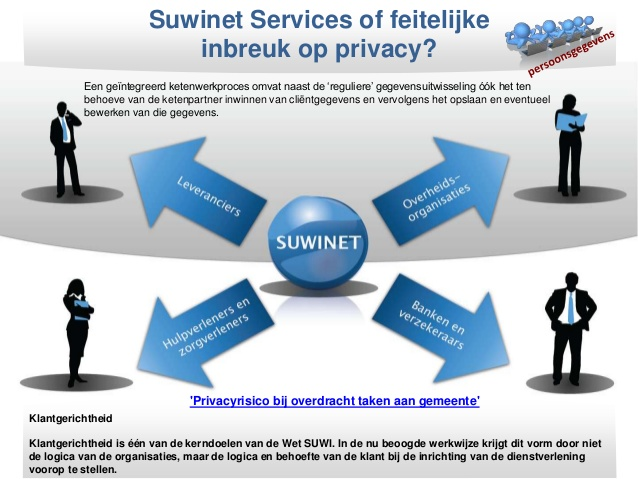 Suwinet Services of feitelijke
inbreuk op privacy?
persoonsgegevens
Een geïntegreerd ketenwerkproces omvat naast de ‘reguliere’ gegevensuitwisseling óók het ten
behoeve van de ketenpartner inwinnen van cliëntgegevens en vervolgens het opslaan en eventueel
bewerken van die gegevens.
Leveranciers
Overheids-
organisaties
SUWINET
Hulpverleners en
zorgverleners
Banken en
verzekeraars
'Privacyrisico bij overdracht taken aan gemeente'
Klantgerichtheid
Klantgerichtheid is één van de kerndoelen van de Wet SUWI. In de nu beoogde werkwijze krijgt dit vorm door niet
de logica van de organisaties, maar de logica en behoefte van de klant bij de inrichting van de dienstverlening
voorop te stellen.